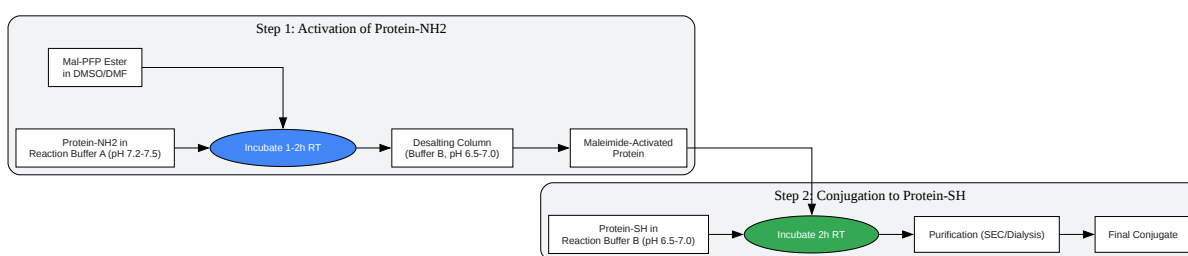 Step 1: Activation of Protein-NH2
Mal-PFP Ester
in DMSO/DMF
Protein-NH2 in
Reaction Buffer A (pH 7.2-7.5)
Incubate 1-2h RT
Desalting Column
(Buffer B, pH 6.5-7.0)
Maleimide-Activated
Protein
Step 2: Conjugation to Protein-SH
Protein-SH in
Reaction Buffer B (pH 6.5-7.0)
Incubate 2h RT
Purification (SEC/Dialysis)
Final Conjugate